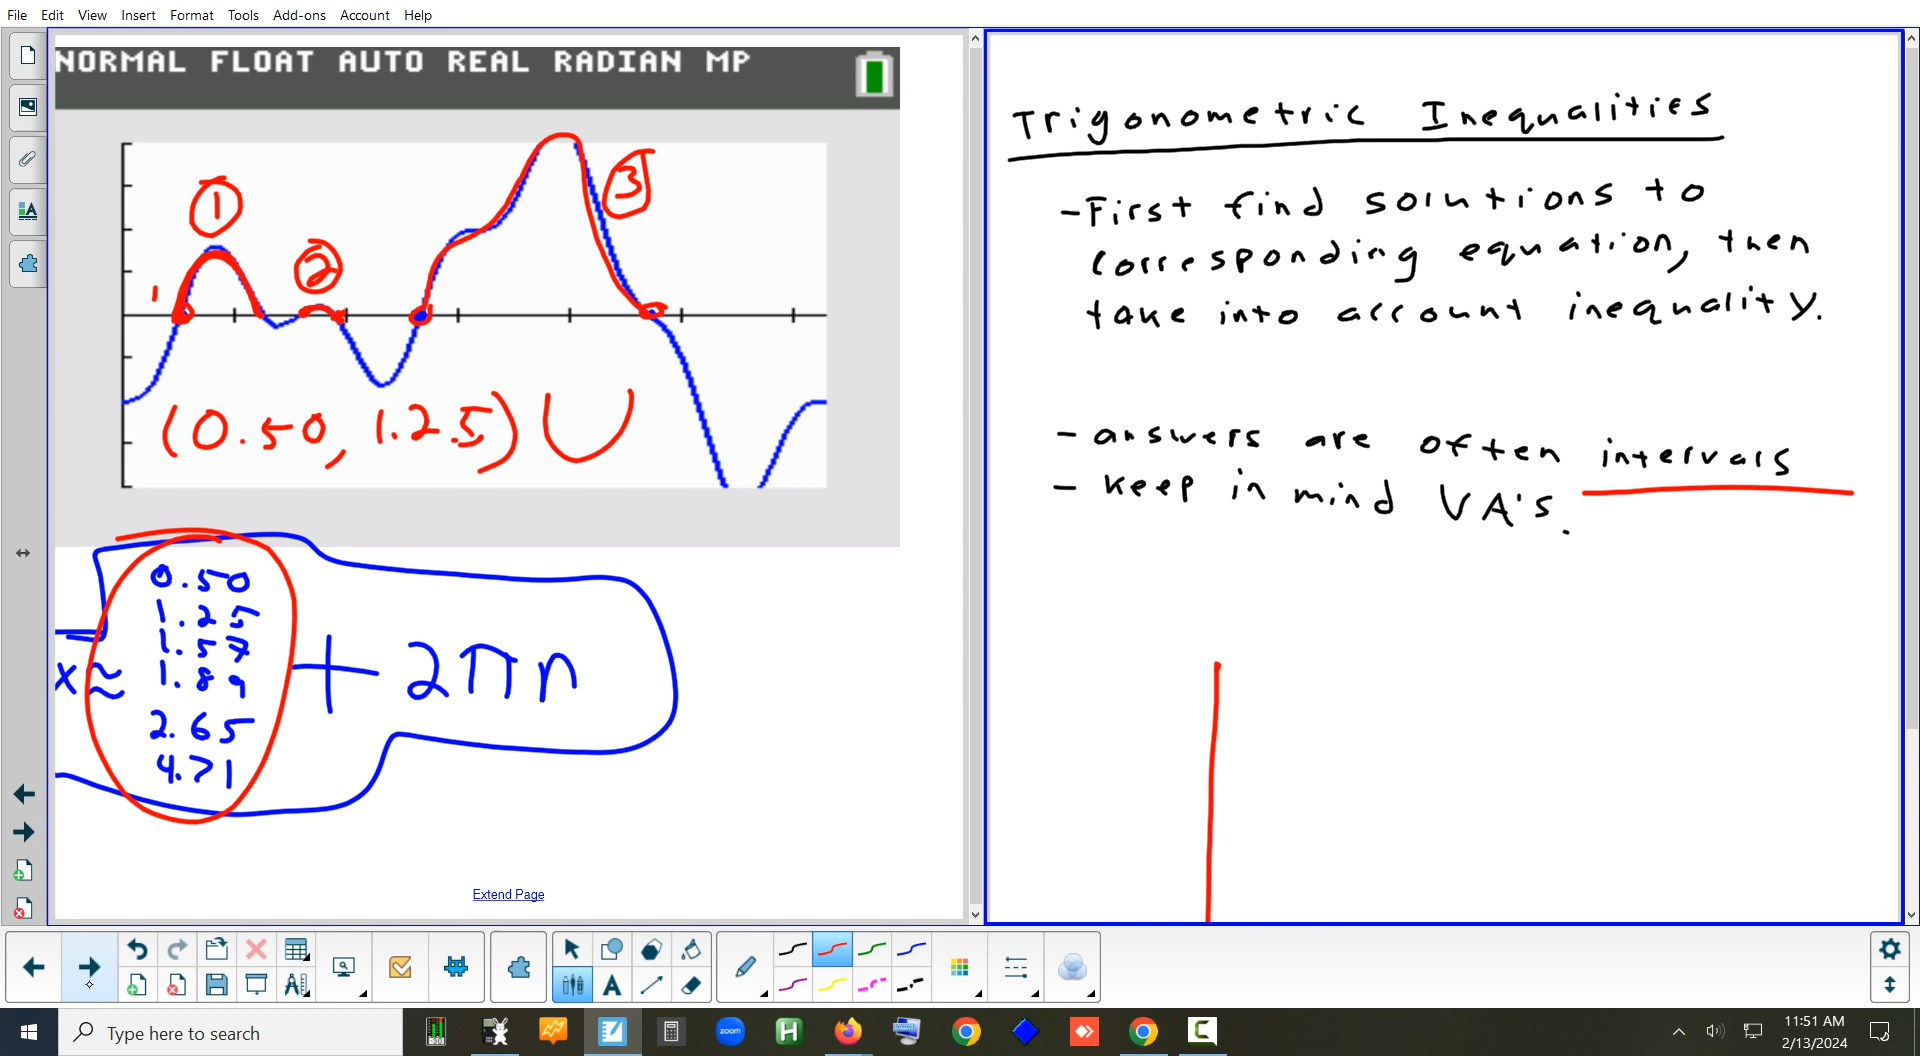 File Edit View Insert Format Tools Add-ons Account Help
NORMAL FLOAT AUTO REAL RADIAN MP
1
2
3
(0.50, 1.25) U
0.50
1.25
1.57
x ≈ 1.89 + 2πn
2.65
4.71
Extend Page
Trigonometric Inequalities
- First find solutions to
corresponding equation, then
take into account inequality.
- answers are often intervals
- keep in mind VA's.
Type here to search
zoom
11:51 AM
2/13/2024